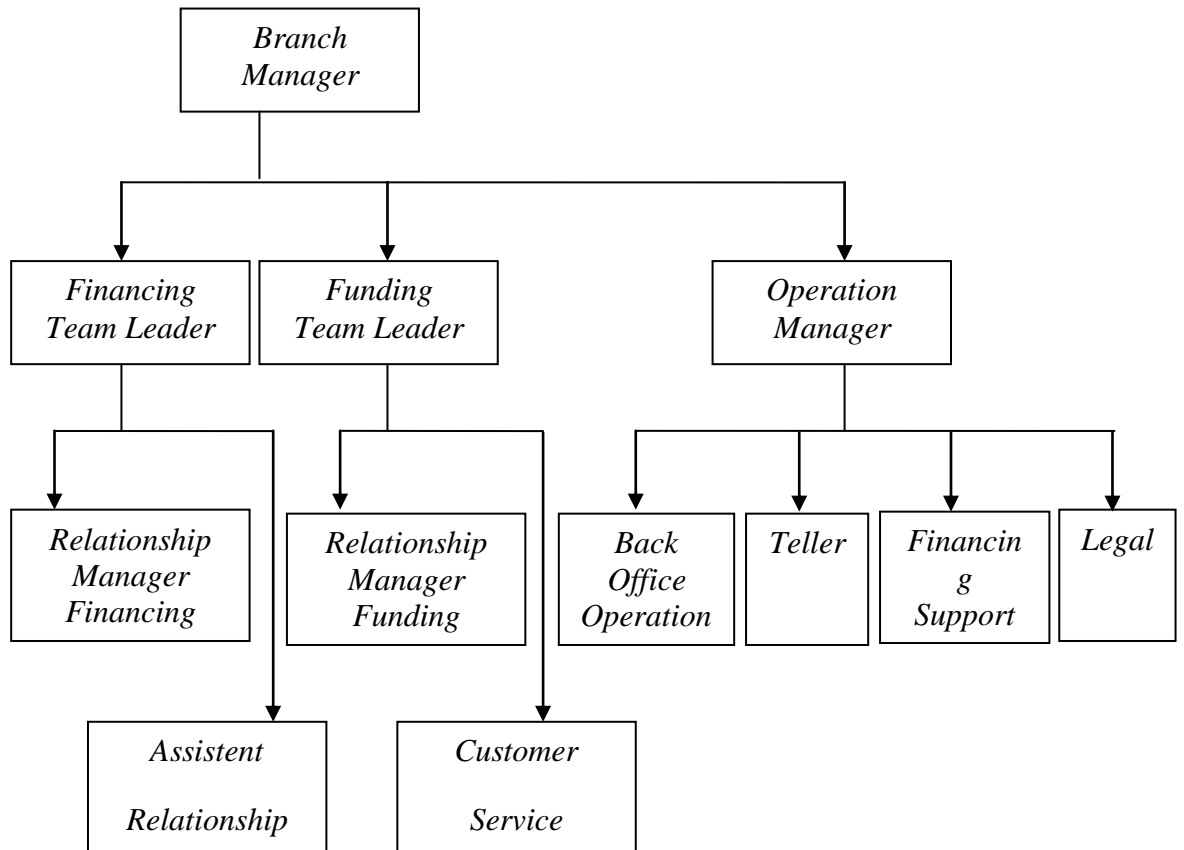 Branch
Manager
Financing
Team Leader
Funding
Team Leader
Operation
Manager
Relationship
Manager
Financing
Relationship
Manager
Funding
Back
Office
Operation
Teller
Financin
g
Support
Legal
Assistent
Relationship
Customer
Service